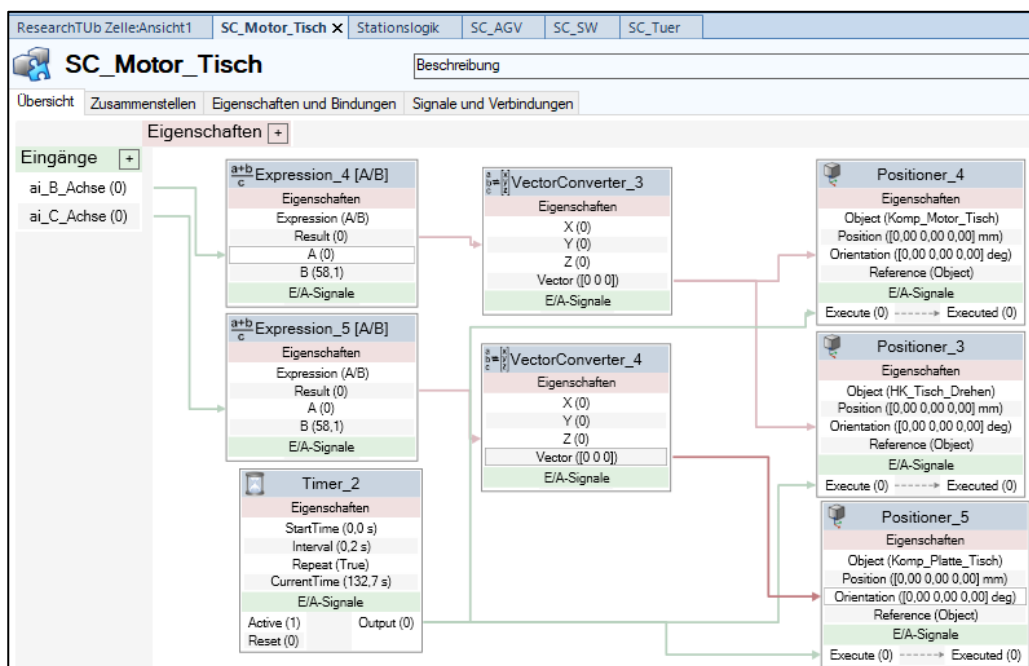 ResearchTUb Zelle:Ansicht1 SC_Motor_Tisch X Stationslogik SC_AGV SC_SW SC_Tuer
SC_Motor_Tisch
Beschreibung
Übersicht Zusammenstellen Eigenschaften und Bindungen Signale und Verbindungen
Eigenschaften +
Eingänge +
ai_B_Achse (0)
ai_C_Achse (0)
a+b
c
Expression_4 [A/B]
Eigenschaften
Expression (A/B)
Result (0)
A (0)
B (58,1)
E/A-Signale
a+b
c
Expression_5 [A/B]
Eigenschaften
Expression (A/B)
Result (0)
A (0)
B (58,1)
E/A-Signale
Timer_2
Eigenschaften
StartTime (0,0 s)
Interval (0,2 s)
Repeat (True)
CurrentTime (132,7 s)
E/A-Signale
Active (1) Output (0)
Reset (0)
a x
b = y
c z
VectorConverter_3
Eigenschaften
X (0)
Y (0)
Z (0)
Vector ([0 0 0])
E/A-Signale
a x
b = y
c z
VectorConverter_4
Eigenschaften
X (0)
Y (0)
Z (0)
Vector ([0 0 0])
E/A-Signale
Positioner_4
Eigenschaften
Object (Komp_Motor_Tisch)
Position ([0,00 0,00 0,00] mm)
Orientation ([0,00 0,00 0,00] deg)
Reference (Object)
E/A-Signale
Execute (0) Executed (0)
Positioner_3
Eigenschaften
Object (HK_Tisch_Drehen)
Position ([0,00 0,00 0,00] mm)
Orientation ([0,00 0,00 0,00] deg)
Reference (Object)
E/A-Signale
Execute (0) Executed (0)
Positioner_5
Eigenschaften
Object (Komp_Platte_Tisch)
Position ([0,00 0,00 0,00] mm)
Orientation ([0,00 0,00 0,00] deg)
Reference (Object)
E/A-Signale
Execute (0) Executed (0)